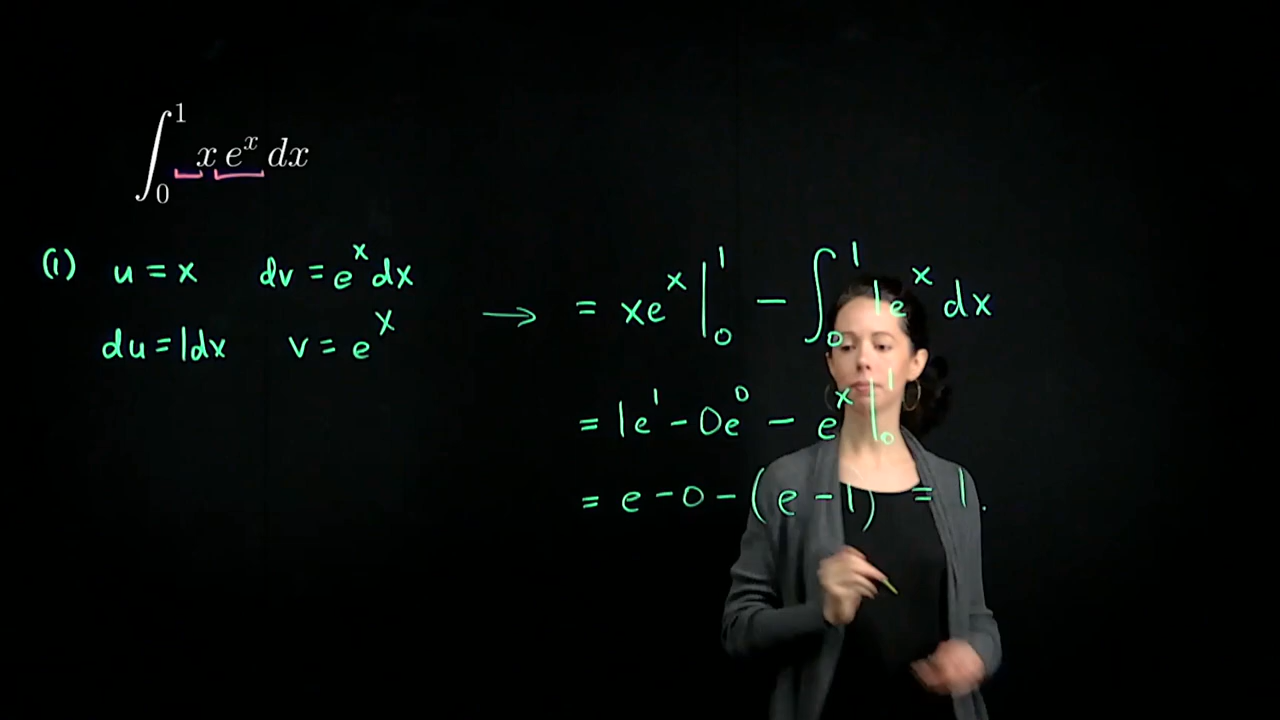 ∫₀¹ x eˣ dx
(1) u = x dv = eˣ dx
du = 1dx v = eˣ
→ = xeˣ |₀¹ − ∫₀¹ 1eˣ dx
= 1e¹ − 0e⁰ − eˣ |₀¹
= e − 0 − (e − 1) = 1.